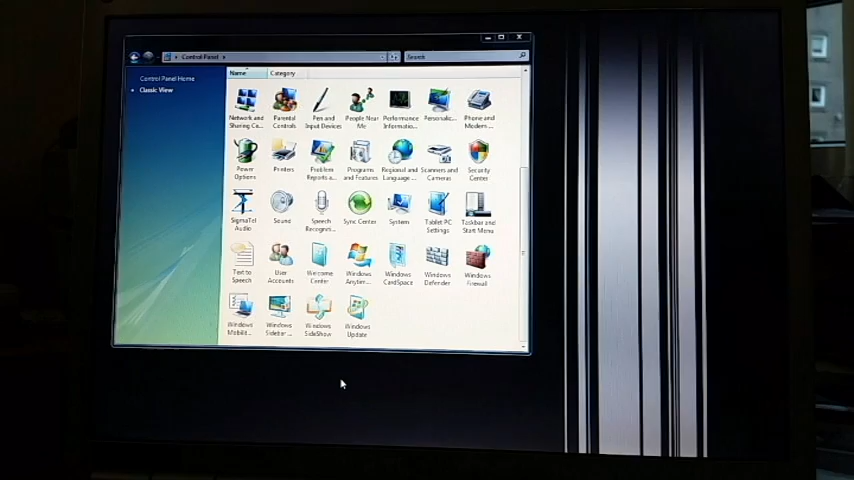 Control Panel
Search
Control Panel Home
Classic View
Name
Category
Network and
Sharing Ce...
Parental
Controls
Pen and
Input Devices
People Near
Me
Performance
Informatio...
Personaliz...
Phone and
Modem ...
Power
Options
Printers
Problem
Reports a...
Programs
and Features
Regional and
Language ...
Scanners and
Cameras
Security
Center
SigmaTel
Audio
Sound
Speech
Recogniti...
Sync Center
System
Tablet PC
Settings
Taskbar and
Start Menu
Text to
Speech
User
Accounts
Welcome
Center
Windows
Anytim...
Windows
CardSpace
Windows
Defender
Windows
Firewall
Windows
Mobilit...
Windows
Sidebar ...
Windows
SideShow
Windows
Update